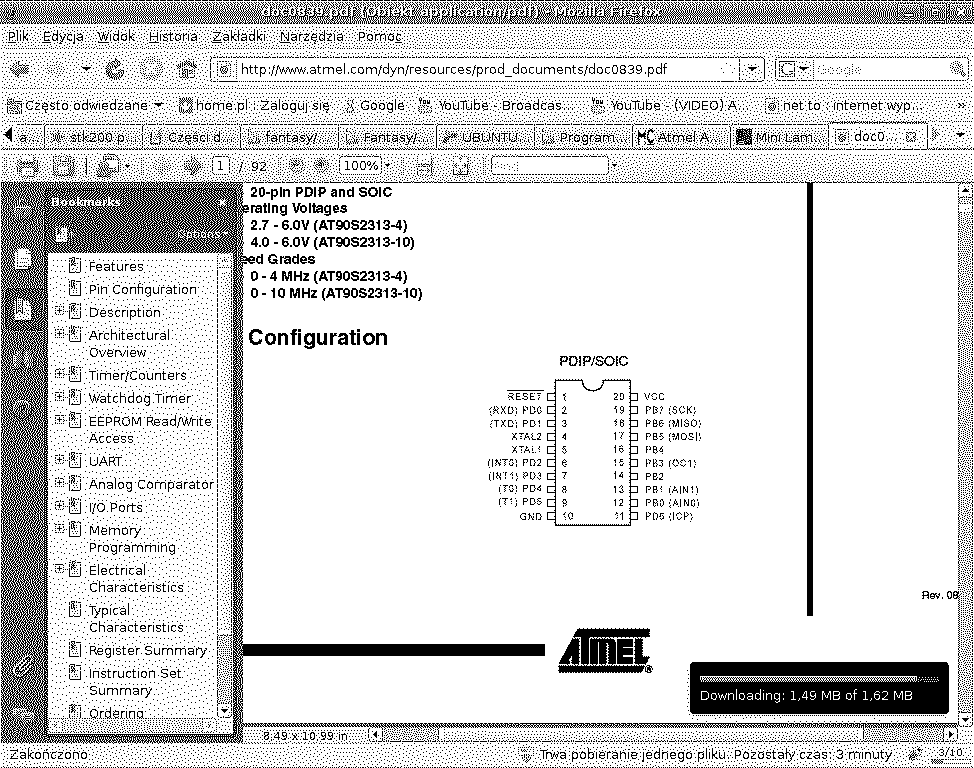 doc0839.pdf (Obiekt application/pdf) - Mozilla Firefox
Plik Edycja Widok Historia Zakładki Narzędzia Pomoc
http://www.atmel.com/dyn/resources/prod_documents/doc0839.pdf Google
Często odwiedzane home.pl : Zaloguj się Google YouTube - Broadcas... YouTube - (VIDEO) A... net to : internet wyp... »
a... stk200 p... Części d... fantasy/... Fantasy/... UBUNTU... Program... Atmel A... Mini Lam... doc0...
1 / 92 100%
Bookmarks
Options
Features
Pin Configuration
Description
Architectural
Overview
Timer/Counters
Watchdog Timer
EEPROM Read/Write
Access
UART
Analog Comparator
I/O Ports
Memory
Programming
Electrical
Characteristics
Typical
Characteristics
Register Summary
Instruction Set
Summary
Ordering
20-pin PDIP and SOIC
erating Voltages
2.7 - 6.0V (AT90S2313-4)
4.0 - 6.0V (AT90S2313-10)
eed Grades
0 - 4 MHz (AT90S2313-4)
0 - 10 MHz (AT90S2313-10)
Configuration
PDIP/SOIC
RESET 1 20 VCC
(RXD) PD0 2 19 PB7 (SCK)
(TXD) PD1 3 18 PB6 (MISO)
XTAL2 4 17 PB5 (MOSI)
XTAL1 5 16 PB4
(INT0) PD2 6 15 PB3 (OC1)
(INT1) PD3 7 14 PB2
(T0) PD4 8 13 PB1 (AIN1)
(T1) PD5 9 12 PB0 (AIN0)
GND 10 11 PD6 (ICP)
Rev. 08
ATMEL®
Downloading: 1,49 MB of 1,62 MB
8,49 x 10,99 in
Zakończono Trwa pobieranie jednego pliku. Pozostały czas: 3 minuty 3/10